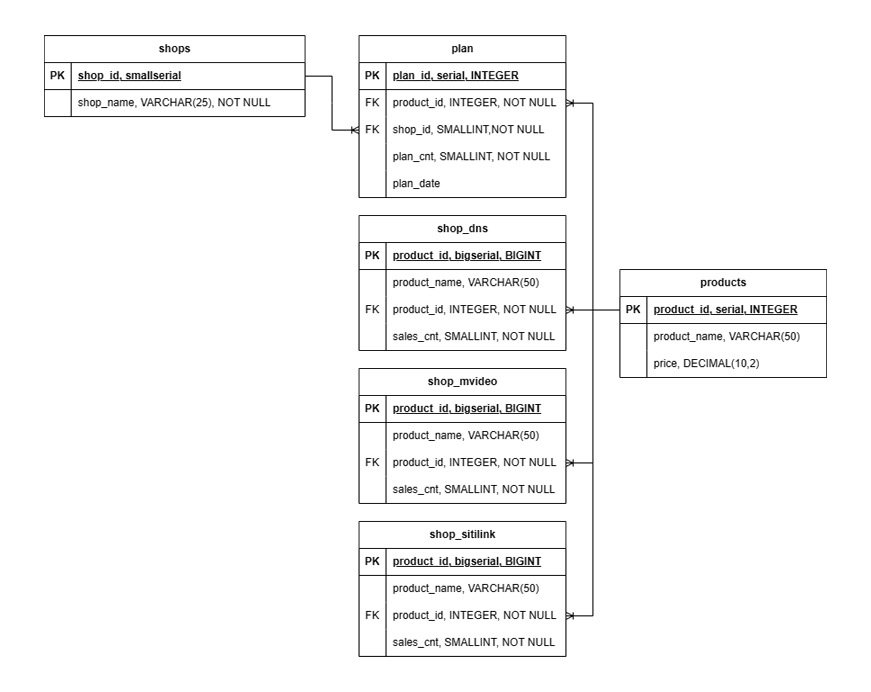 shops
PK shop_id, smallserial
shop_name, VARCHAR(25), NOT NULL
plan
PK plan_id, serial, INTEGER
FK product_id, INTEGER, NOT NULL
FK shop_id, SMALLINT,NOT NULL
plan_cnt, SMALLINT, NOT NULL
plan_date
shop_dns
PK product_id, bigserial, BIGINT
product_name, VARCHAR(50)
FK product_id, INTEGER, NOT NULL
sales_cnt, SMALLINT, NOT NULL
products
PK product_id, serial, INTEGER
product_name, VARCHAR(50)
price, DECIMAL(10,2)
shop_mvideo
PK product_id, bigserial, BIGINT
product_name, VARCHAR(50)
FK product_id, INTEGER, NOT NULL
sales_cnt, SMALLINT, NOT NULL
shop_sitilink
PK product_id, bigserial, BIGINT
product_name, VARCHAR(50)
FK product_id, INTEGER, NOT NULL
sales_cnt, SMALLINT, NOT NULL